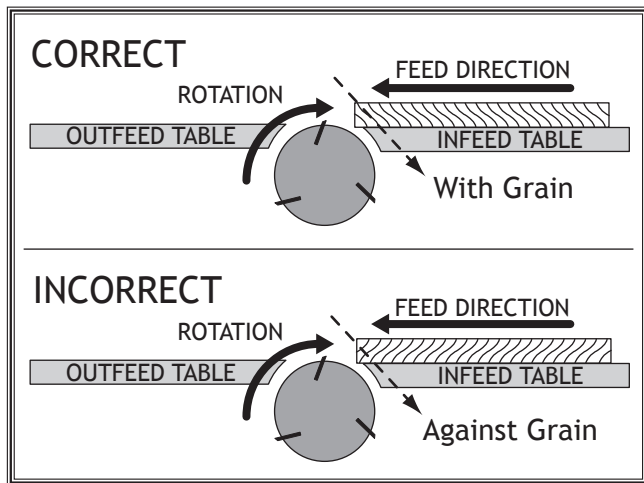 CORRECT
FEED DIRECTION
ROTATION
OUTFEED TABLE
INFEED TABLE
With Grain
INCORRECT
FEED DIRECTION
ROTATION
OUTFEED TABLE
INFEED TABLE
Against Grain